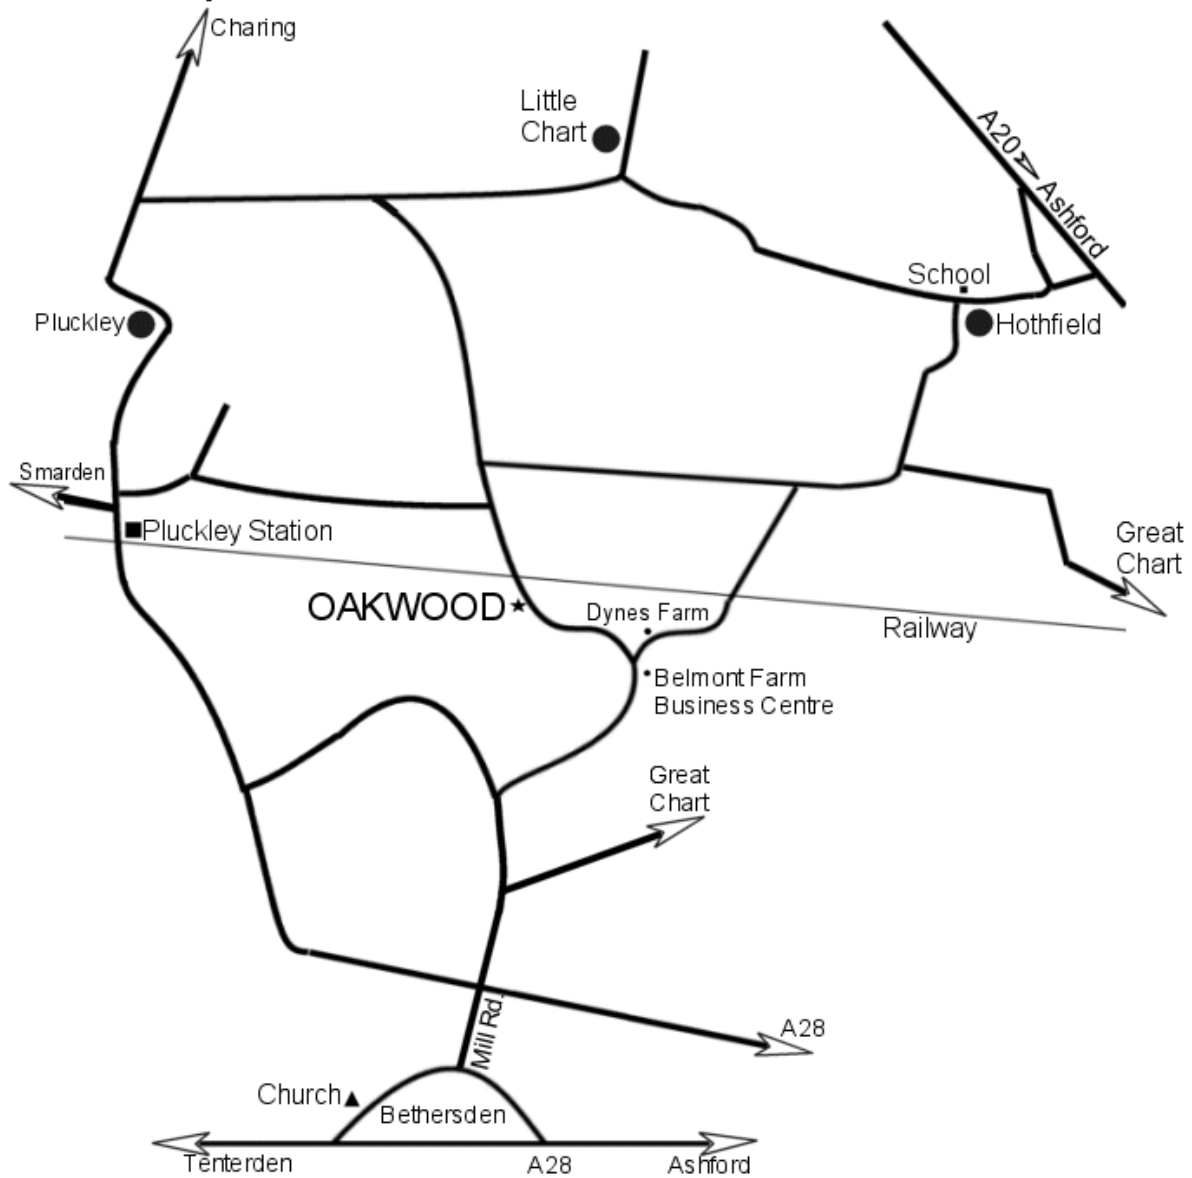 Charing
Little
Chart
A20
Ashford
School
Pluckley
Hothfield
Smarden
Pluckley Station
Great
Chart
OAKWOOD
Dynes Farm
Railway
Belmont Farm
Business Centre
Great
Chart
Mill Rd.
A28
Church
Bethersden
Tenterden
A28
Ashford